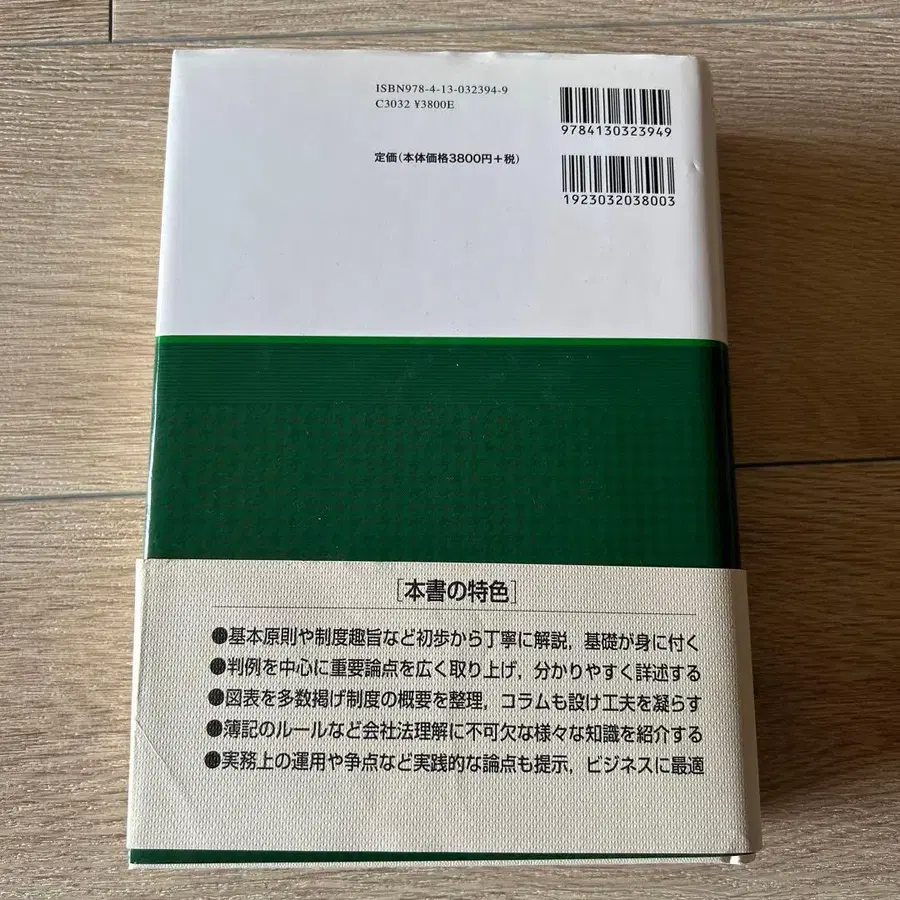 ISBN978-4-13-032394-9
C3032 ¥3800E
定価(本体価格3800円+税)
9784130323949
1923032038003
[本書の特色]
●基本原則や制度趣旨など初歩から丁寧に解説，基礎が身に付く
●判例を中心に重要論点を広く取り上げ，分かりやすく詳述する
●図表を多数掲げ制度の概要を整理，コラムも設け工夫を凝らす
●簿記のルールなど会社法理解に不可欠な様々な知識を紹介する
●実務上の運用や争点など実践的な論点も提示，ビジネスに最適